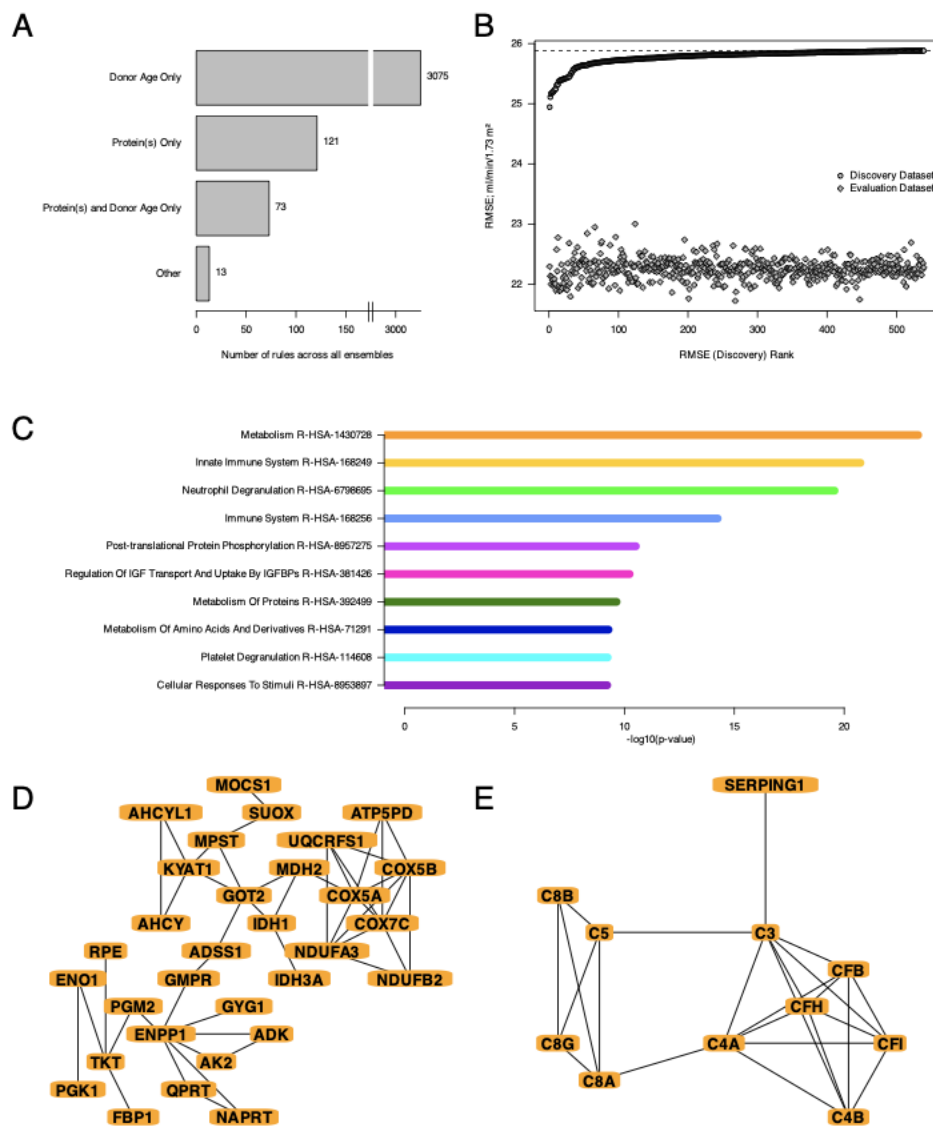 A
Donor Age Only
3075
Protein(s) Only
121
Protein(s) and Donor Age Only
73
Other
13
0 50 100 150 3000
Number of rules across all ensembles
B
26
25
24
23
22
RMSE; ml/min/1.73 m²
Discovery Dataset
Evaluation Dataset
0 100 200 300 400 500
RMSE (Discovery) Rank
C
Metabolism R-HSA-1430728
Innate Immune System R-HSA-168249
Neutrophil Degranulation R-HSA-6798695
Immune System R-HSA-168256
Post-translational Protein Phosphorylation R-HSA-8957275
Regulation Of IGF Transport And Uptake By IGFBPs R-HSA-381426
Metabolism Of Proteins R-HSA-392499
Metabolism Of Amino Acids And Derivatives R-HSA-71291
Platelet Degranulation R-HSA-114608
Cellular Responses To Stimuli R-HSA-8953897
0 5 10 15 20
-log10(p-value)
D
MOCS1
AHCYL1 SUOX ATP5PD
MPST UQCRFS1
KYAT1 MDH2 COX5B
GOT2 COX5A
AHCY IDH1 COX7C
RPE ADSS1 NDUFA3
ENO1 GMPR IDH3A NDUFB2
PGM2 GYG1
ENPP1 ADK
TKT AK2
PGK1 QPRT
FBP1 NAPRT
E
SERPING1
C8B
C5 C3
CFB
CFH
C8G C4A CFI
C8A
C4B